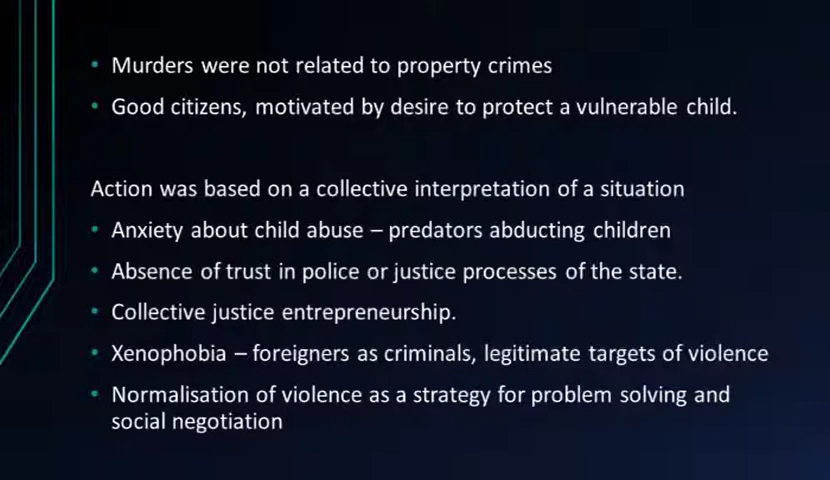 • Murders were not related to property crimes
• Good citizens, motivated by desire to protect a vulnerable child.
Action was based on a collective interpretation of a situation
• Anxiety about child abuse – predators abducting children
• Absence of trust in police or justice processes of the state.
• Collective justice entrepreneurship.
• Xenophobia – foreigners as criminals, legitimate targets of violence
• Normalisation of violence as a strategy for problem solving and
social negotiation